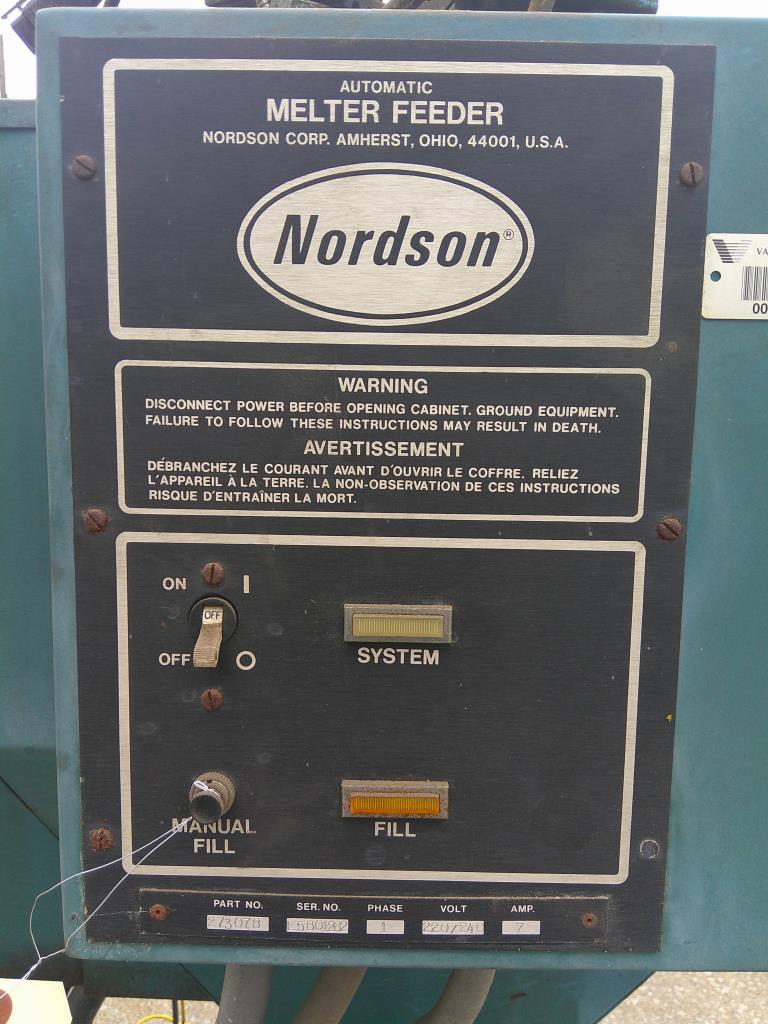 AUTOMATIC
MELTER FEEDER
NORDSON CORP. AMHERST, OHIO, 44001, U.S.A.
Nordson®
VA
00
WARNING
DISCONNECT POWER BEFORE OPENING CABINET. GROUND EQUIPMENT.
FAILURE TO FOLLOW THESE INSTRUCTIONS MAY RESULT IN DEATH.
AVERTISSEMENT
DÉBRANCHEZ LE COURANT AVANT D'OUVRIR LE COFFRE. RELIEZ
L'APPAREIL À LA TERRE. LA NON-OBSERVATION DE CES INSTRUCTIONS
RISQUE D'ENTRAÎNER LA MORT.
ON I
OFF
OFF O
SYSTEM
MANUAL
FILL
FILL
PART NO. SER. NO. PHASE VOLT AMP.
273078 1 220/240 7